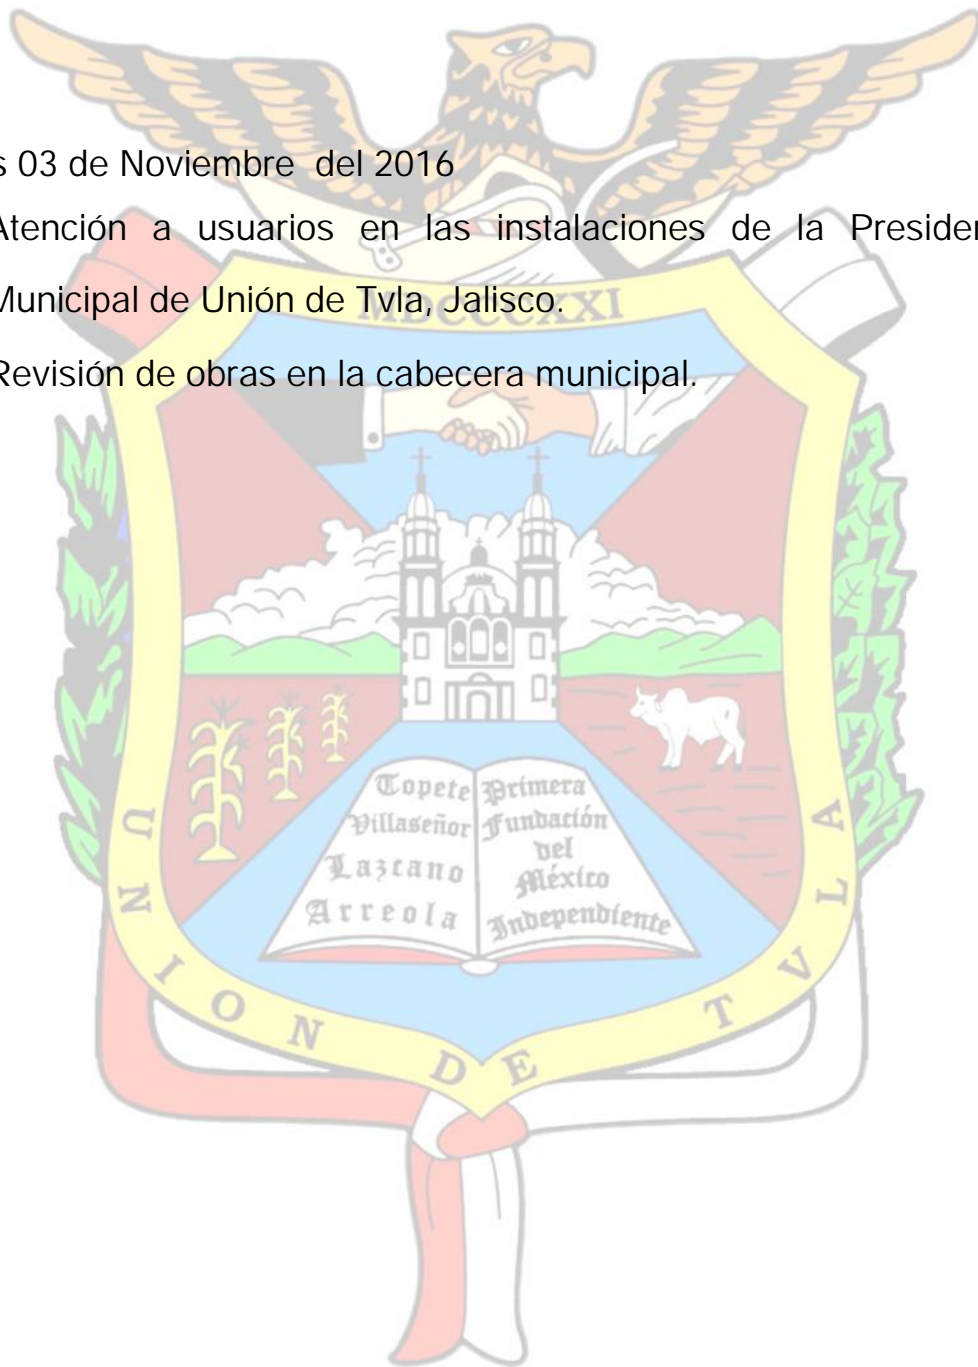 s 03 de Noviembre del 2016
Atención a usuarios en las instalaciones de la Presiden
Municipal de Unión de Tvla, Jalisco.
MDCCCXXI
Revisión de obras en la cabecera municipal.
Topete
Villaseñor
Lazcano
Arreola
Primera
Fundación
del
México
Independiente
UNION DE TVLA